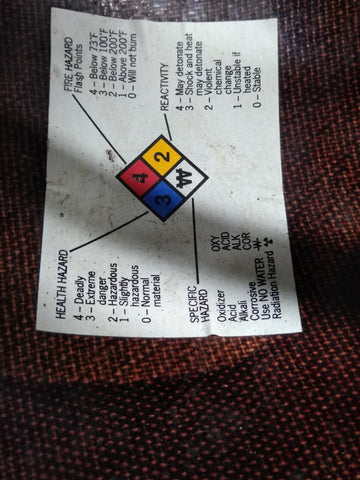 FIRE HAZARD
Flash Points
4 – Below 73°F
3 – Below 100°F
2 – Below 200°F
1 – Above 200°F
0 – Will not burn
REACTIVITY
4 – May detonate
3 – Shock and heat
may detonate
2 – Violent
chemical
change
1 – Unstable if
heated
0 – Stable
4
2
3
W
HEALTH HAZARD
4 – Deadly
3 – Extreme
danger
2 – Hazardous
1 – Slightly
hazardous
0 – Normal
material
SPECIFIC
HAZARD
Oxidizer OXY
Acid ACID
Alkali ALK
Corrosive COR
Use NO WATER W
Radiation Hazard ☢